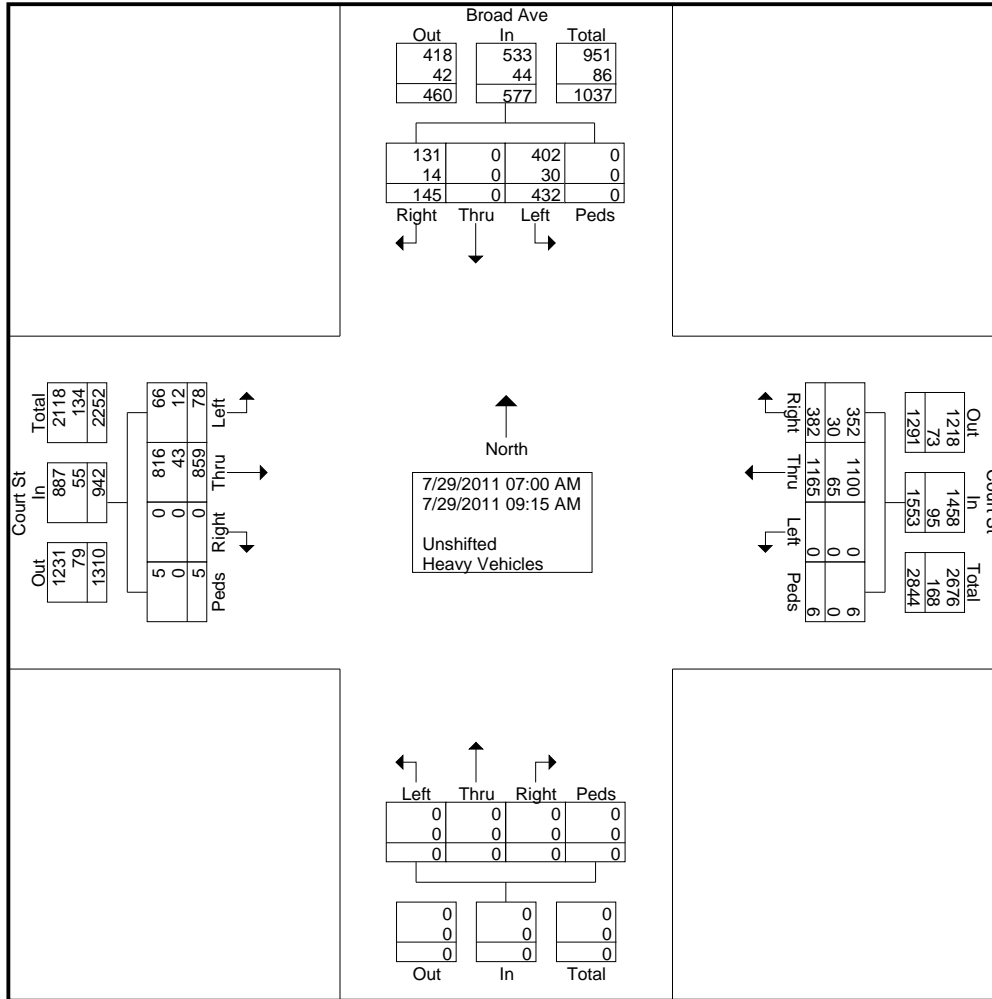 Broad Ave
Out In Total
418 533 951
42 44 86
460 577 1037
131 0 402 0
14 0 30 0
145 0 432 0
Right Thru Left Peds
Court St
Total In Out
2118 887 1231
134 55 79
2252 942 1310
66 816 0 5
12 43 0 0
78 859 0 5
Left Thru Right Peds
North
7/29/2011 07:00 AM
7/29/2011 09:15 AM
Unshifted
Heavy Vehicles
Right Thru Left Peds
382 1165 0 6
30 65 0 0
352 1100 0 6
Out In Total
1291 1553 2844
73 95 168
1218 1458 2676
Left Thru Right Peds
0 0 0 0
0 0 0 0
0 0 0 0
0 0 0
0 0 0
0 0 0
Out In Total